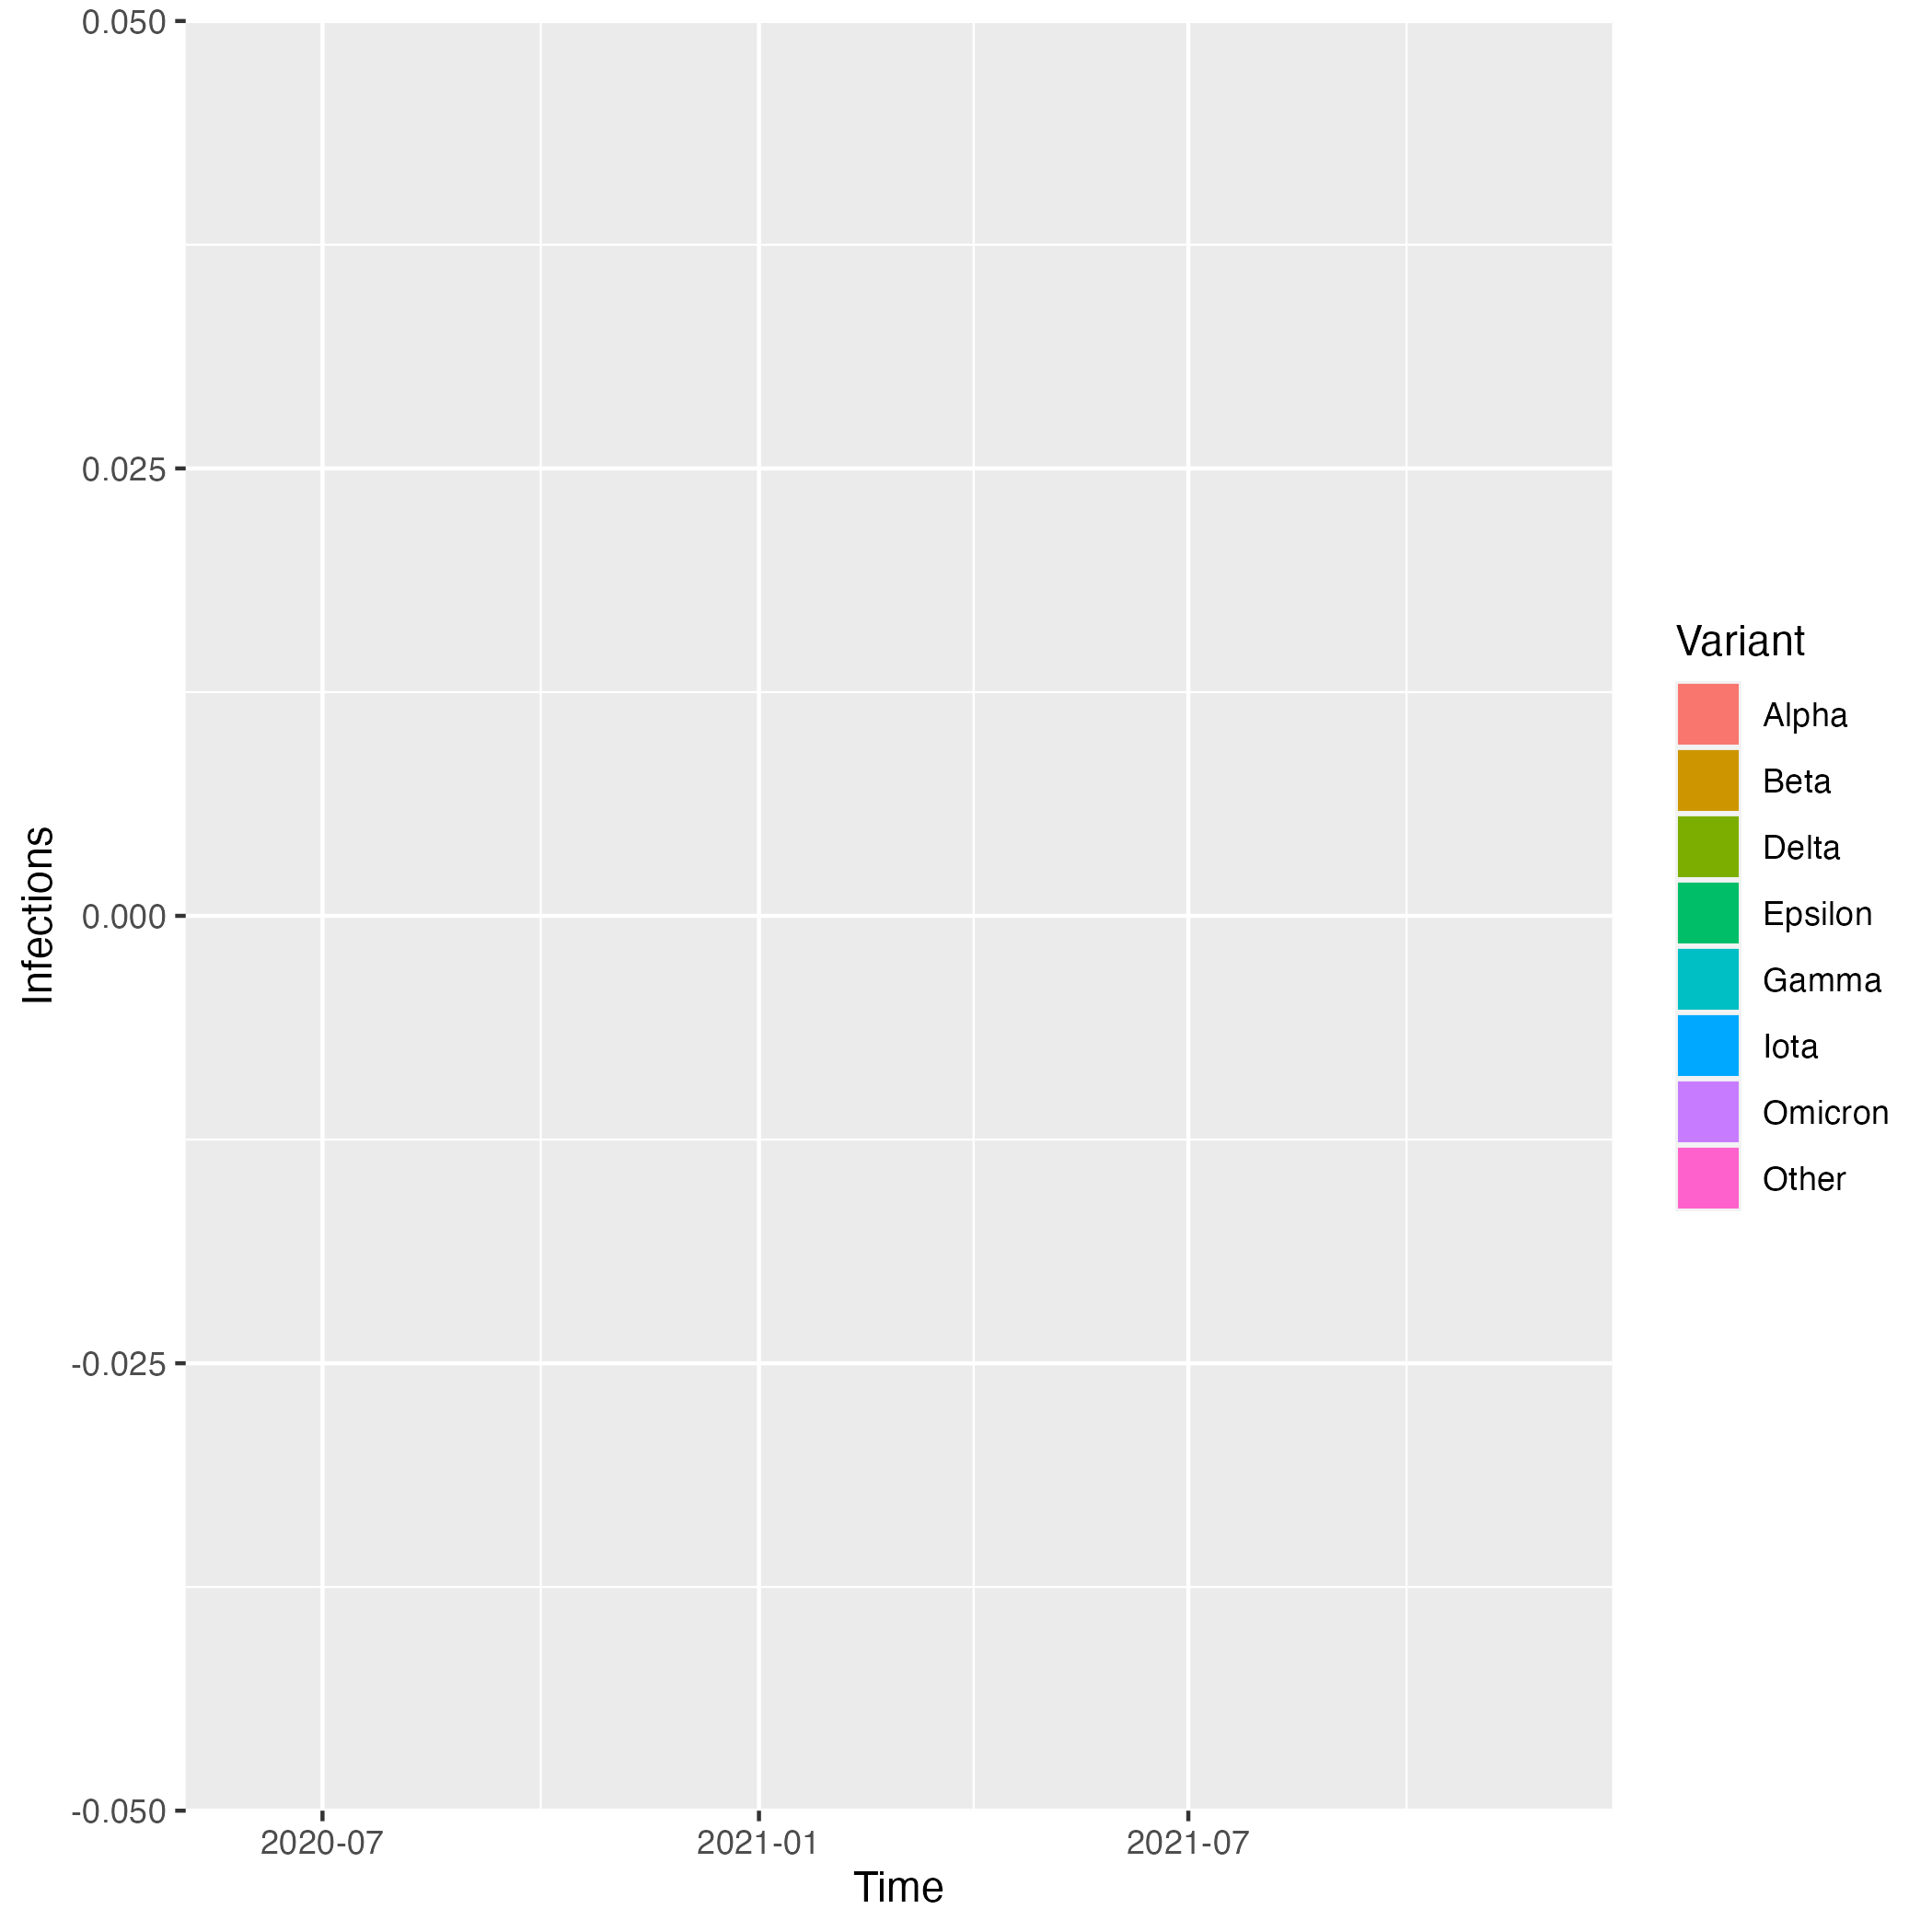 0.050
0.025
0.000
-0.025
-0.050
Infections
2020-07
2021-01
2021-07
Time
Variant
Alpha
Beta
Delta
Epsilon
Gamma
Iota
Omicron
Other